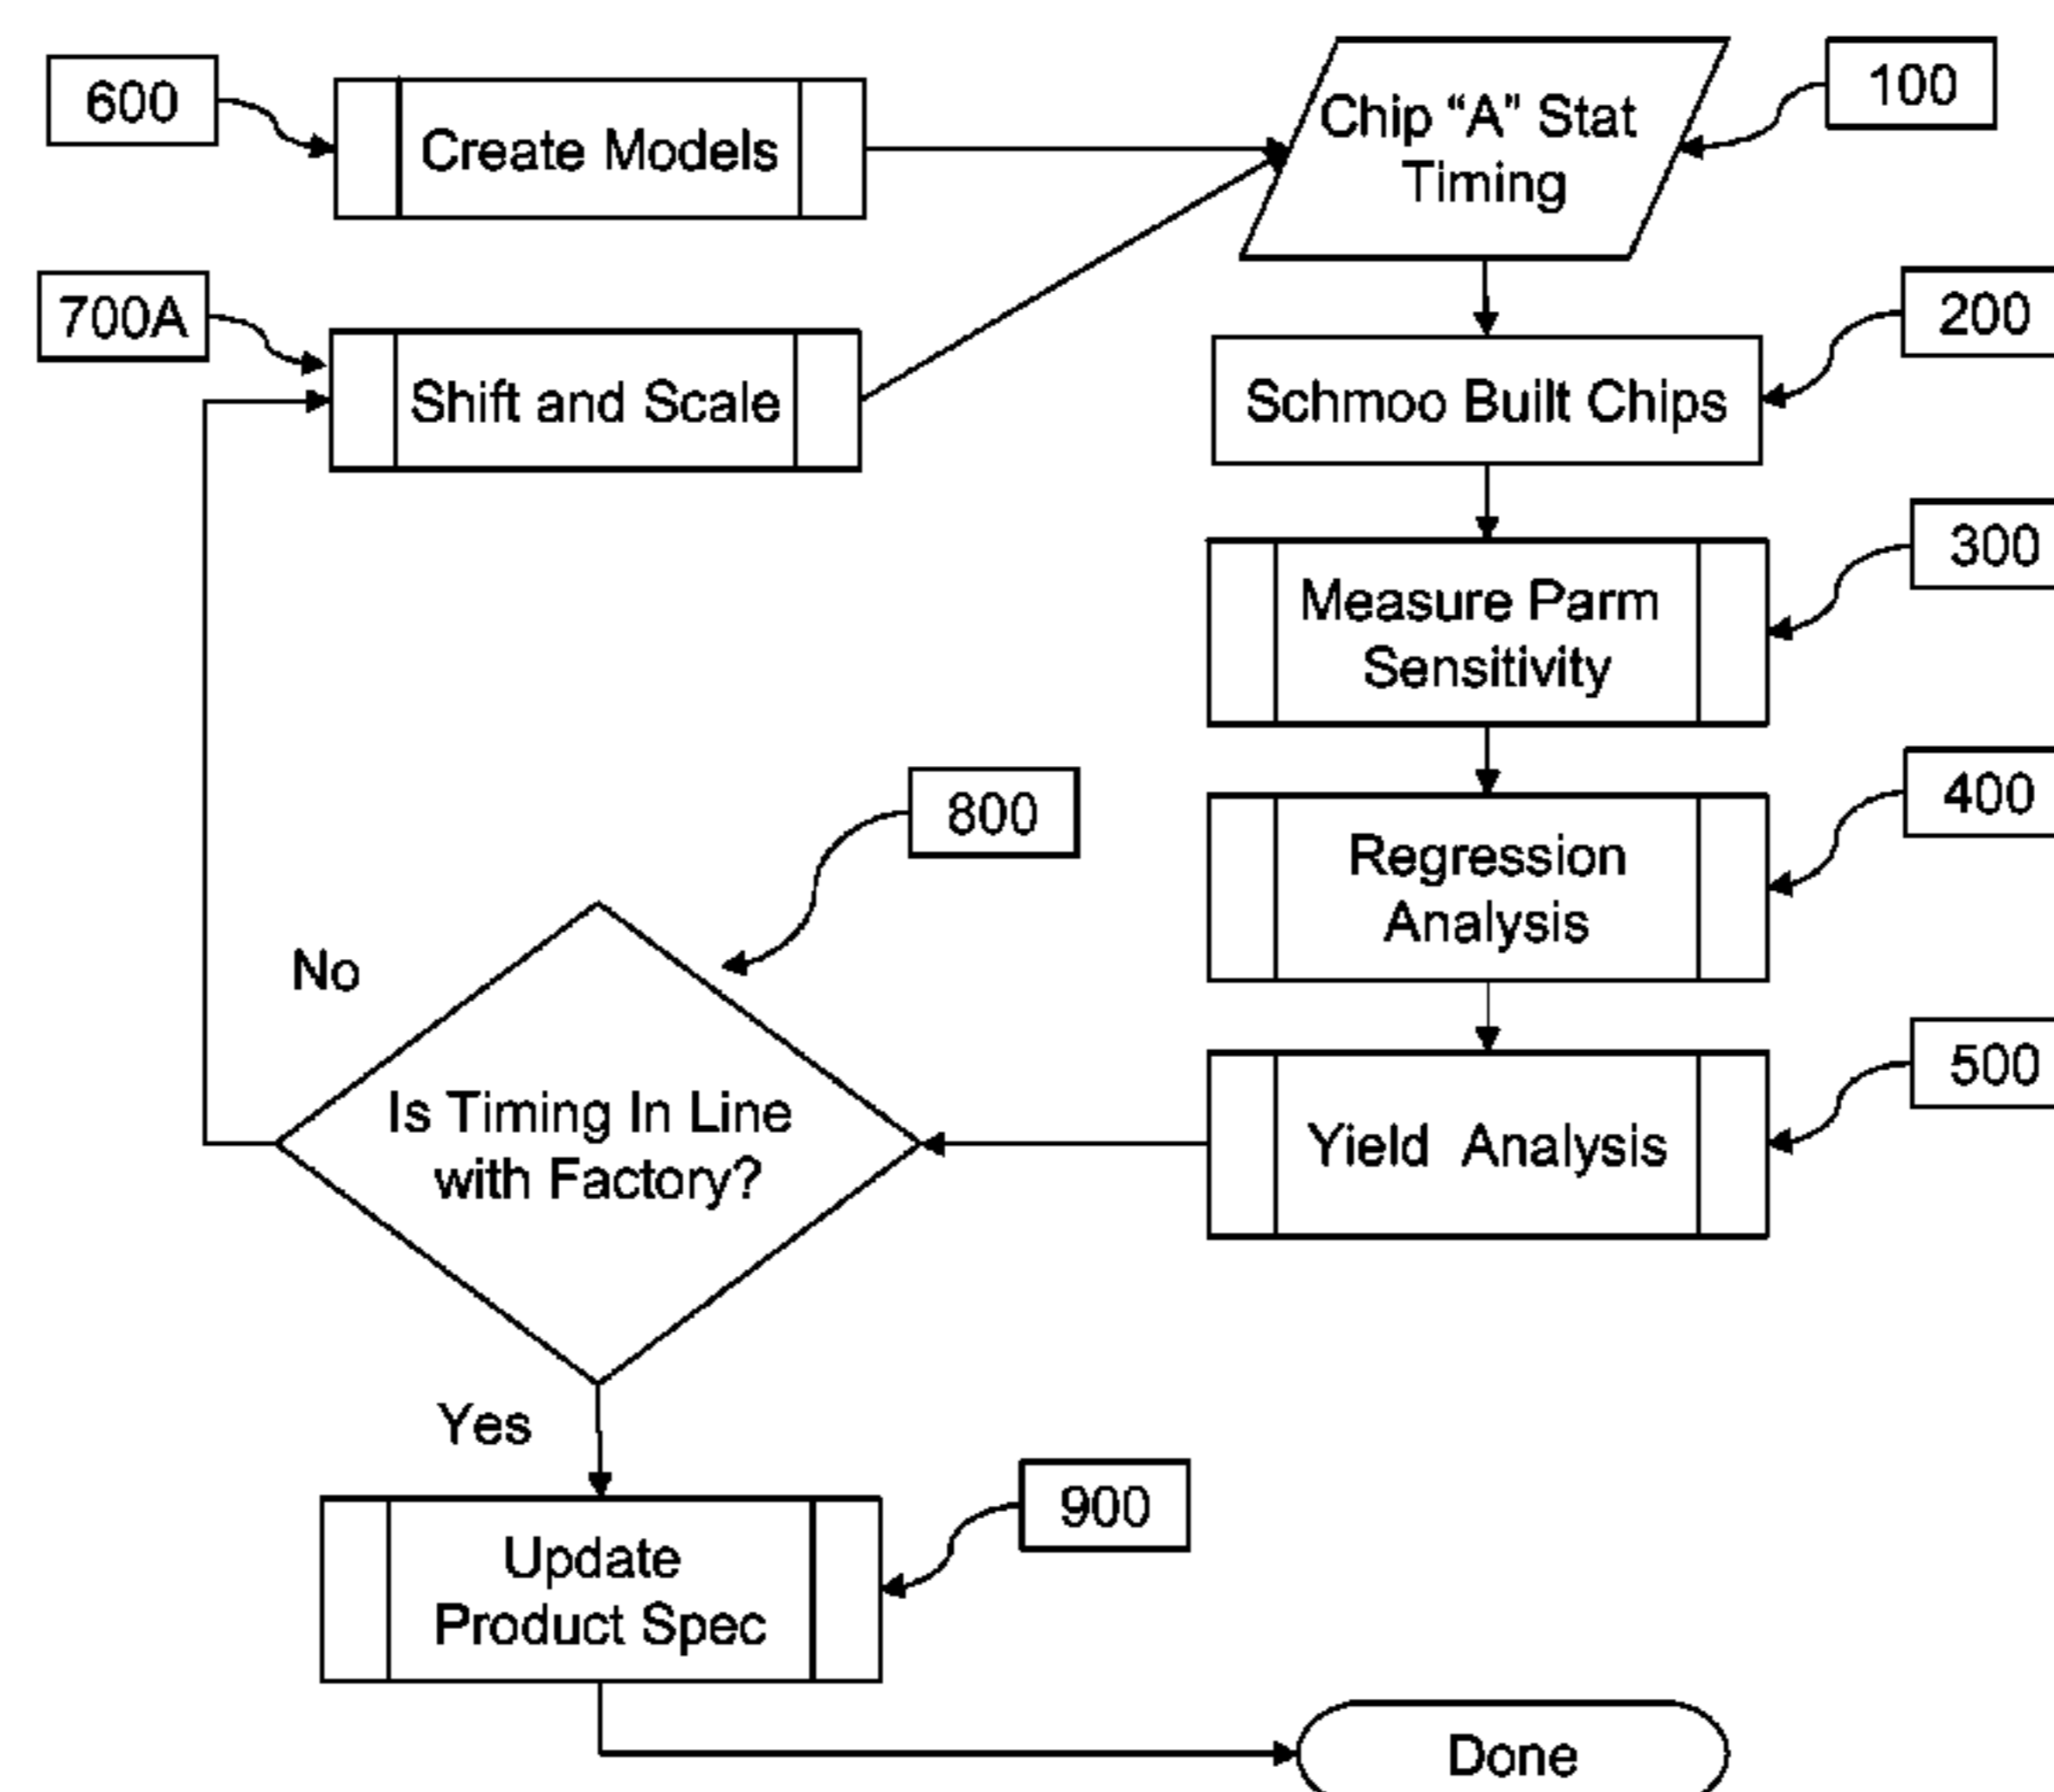 600
Create Models
Chip “A” Stat
Timing
100
700A
Shift and Scale
Schmoo Built Chips
200
Measure Parm
Sensitivity
300
800
Regression
Analysis
400
No
Is Timing In Line
with Factory?
Yield Analysis
500
Yes
Update
Product Spec
900
Done